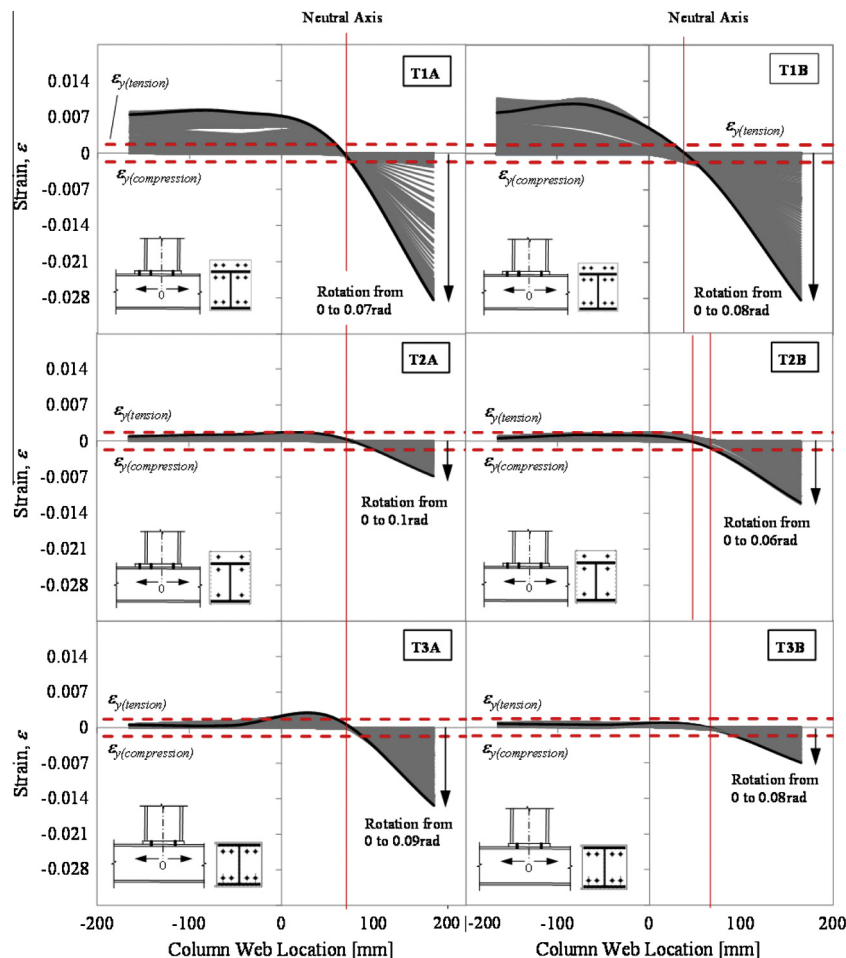 Neutral Axis
Neutral Axis
Strain, ε
0.014
0.007
0
-0.007
-0.014
-0.021
-0.028
εy(tension)
εy(compression)
T1A
0
Rotation from
0 to 0.07rad
T1B
εy(tension)
εy(compression)
0
Rotation from
0 to 0.08rad
Strain, ε
0.014
0.007
0
-0.007
-0.014
-0.021
-0.028
T2A
εy(tension)
εy(compression)
0
Rotation from
0 to 0.1rad
T2B
εy(tension)
εy(compression)
0
Rotation from
0 to 0.06rad
Strain, ε
0.014
0.007
0
-0.007
-0.014
-0.021
-0.028
T3A
εy(tension)
εy(compression)
0
Rotation from
0 to 0.09rad
T3B
εy(tension)
εy(compression)
0
Rotation from
0 to 0.08rad
-200 -100 0 100 200
-200 -100 0 100 200
Column Web Location [mm]
Column Web Location [mm]